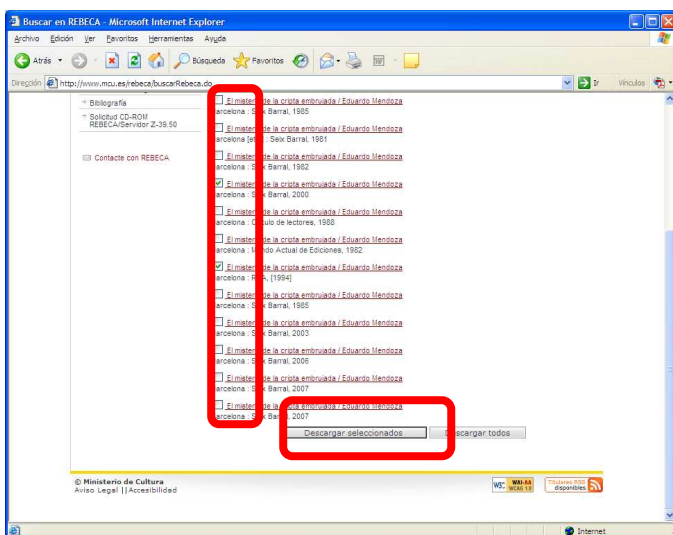 Buscar en REBECA - Microsoft Internet Explorer
Archivo Edición Ver Favoritos Herramientas Ayuda
Atrás Búsqueda Favoritos
Dirección http://www.mcu.es/rebeca/buscarRebeca.do Ir Vínculos
Bibliografía
Solicitud CD-ROM
REBECA/Servidor Z-39.50
Contacte con REBECA
El misterio de la cripta embrujada / Eduardo Mendoza
arcelona : Seix Barral, 1985
El misterio de la cripta embrujada / Eduardo Mendoza
arcelona : Seix Barral, 1981
El misterio de la cripta embrujada / Eduardo Mendoza
arcelona : Seix Barral, 1982
El misterio de la cripta embrujada / Eduardo Mendoza
arcelona : Seix Barral, 2000
El misterio de la cripta embrujada / Eduardo Mendoza
arcelona : Círculo de lectores, 1988
El misterio de la cripta embrujada / Eduardo Mendoza
arcelona : Mundo Actual de Ediciones, 1982
El misterio de la cripta embrujada / Eduardo Mendoza
arcelona : RBA, [1994]
El misterio de la cripta embrujada / Eduardo Mendoza
arcelona : Seix Barral, 1985
El misterio de la cripta embrujada / Eduardo Mendoza
arcelona : Seix Barral, 2003
El misterio de la cripta embrujada / Eduardo Mendoza
arcelona : Seix Barral, 2006
El misterio de la cripta embrujada / Eduardo Mendoza
arcelona : Seix Barral, 2007
El misterio de la cripta embrujada / Eduardo Mendoza
arcelona : Seix Barral, 2007
Descargar seleccionados Descargar todos
© Ministerio de Cultura
Aviso Legal || Accesibilidad
W3C WAI-AA WCAG 1.0
Titulares RSS disponibles
Internet